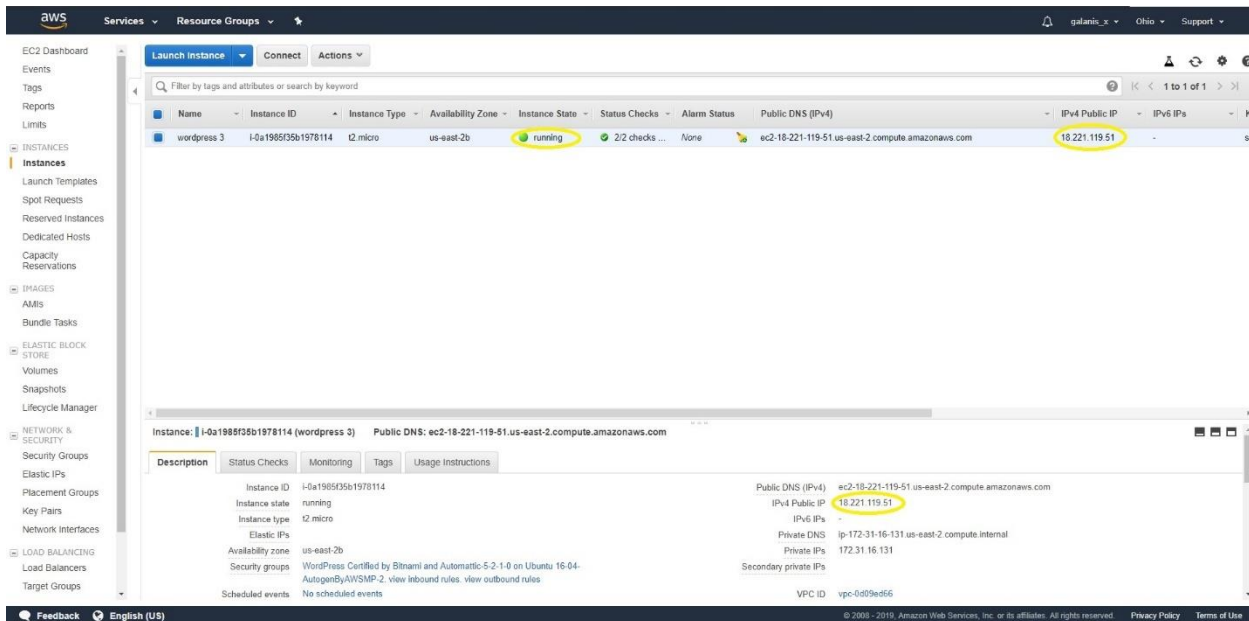 aws Services Resource Groups galanis_x Ohio Support
EC2 Dashboard
Events
Tags
Reports
Limits
INSTANCES
Instances
Launch Templates
Spot Requests
Reserved Instances
Dedicated Hosts
Capacity
Reservations
IMAGES
AMIs
Bundle Tasks
ELASTIC BLOCK
STORE
Volumes
Snapshots
Lifecycle Manager
NETWORK &
SECURITY
Security Groups
Elastic IPs
Placement Groups
Key Pairs
Network Interfaces
LOAD BALANCING
Load Balancers
Target Groups
Launch Instance Connect Actions
Filter by tags and attributes or search by keyword 1 to 1 of 1
Name Instance ID Instance Type Availability Zone Instance State Status Checks Alarm Status Public DNS (IPv4) IPv4 Public IP IPv6 IPs
wordpress 3 i-0a1985f35b1978114 t2.micro us-east-2b running 2/2 checks ... None ec2-18-221-119-51.us-east-2.compute.amazonaws.com 18.221.119.51 -
Instance: i-0a1985f35b1978114 (wordpress 3) Public DNS: ec2-18-221-119-51.us-east-2.compute.amazonaws.com
Description Status Checks Monitoring Tags Usage Instructions
Instance ID i-0a1985f35b1978114 Public DNS (IPv4) ec2-18-221-119-51.us-east-2.compute.amazonaws.com
Instance state running IPv4 Public IP 18.221.119.51
Instance type t2.micro IPv6 IPs -
Elastic IPs Private DNS ip-172-31-16-131.us-east-2.compute.internal
Availability zone us-east-2b Private IPs 172.31.16.131
Security groups WordPress Certified by Bitnami and Automattic-5-2-1-0 on Ubuntu 16-04- Secondary private IPs
AutogenByAWSMP-2. view inbound rules. view outbound rules
Scheduled events No scheduled events VPC ID vpc-0d09ed66
Feedback English (US) © 2008 - 2019, Amazon Web Services, Inc. or its affiliates. All rights reserved. Privacy Policy Terms of Use